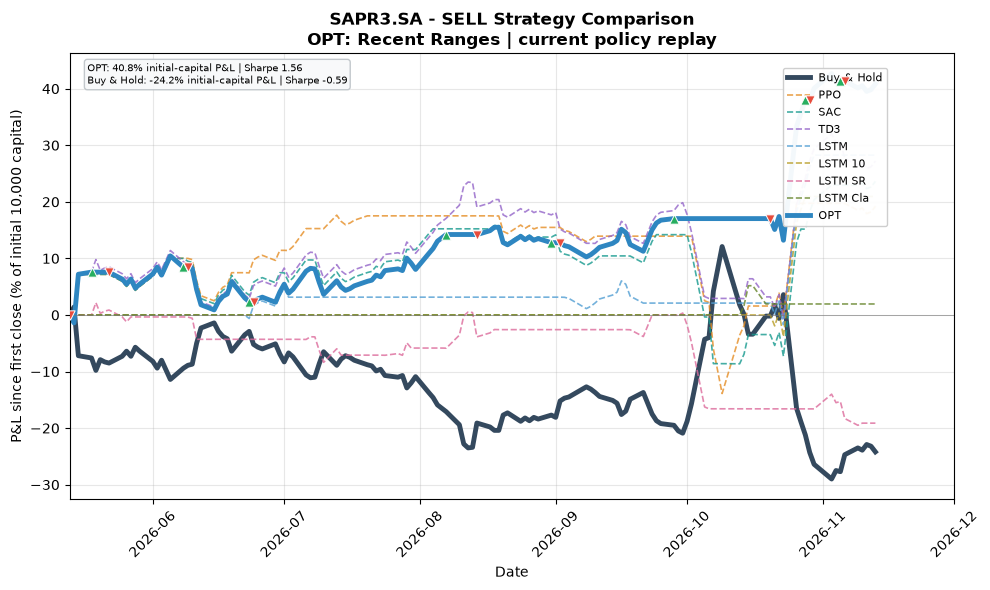 SAPR3.SA - SELL Strategy Comparison
OPT: Recent Ranges | current policy replay
OPT: 40.8% initial-capital P&L | Sharpe 1.56
Buy & Hold: -24.2% initial-capital P&L | Sharpe -0.59
Buy & Hold
PPO
SAC
TD3
LSTM
LSTM 10
LSTM SR
LSTM Cla
OPT
P&L since first close (% of initial 10,000 capital)
40
30
20
10
0
−10
−20
−30
2026-06
2026-07
2026-08
2026-09
2026-10
2026-11
2026-12
Date